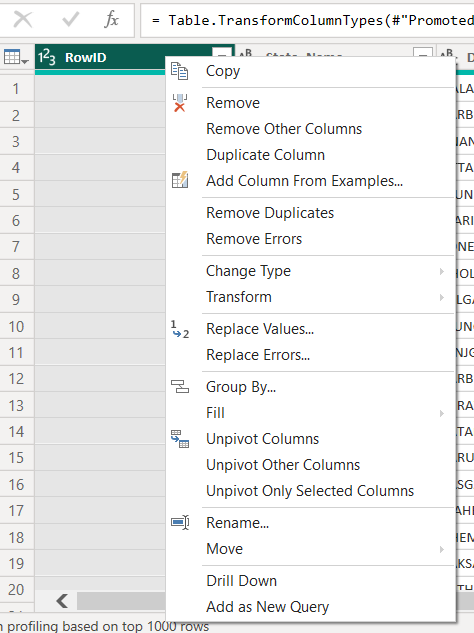 fx = Table.TransformColumnTypes(#"Promoted
1²3 RowID
Copy
1
Remove
2
Remove Other Columns
3
Duplicate Column
4
Add Column From Examples...
5
Remove Duplicates
6
Remove Errors
7
Change Type
8
Transform
9
Replace Values...
10
Replace Errors...
11
Group By...
12
Fill
13
Unpivot Columns
14
Unpivot Other Columns
15
Unpivot Only Selected Columns
16
Rename...
17
Move
18
Drill Down
19
Add as New Query
20
profiling based on top 1000 rows